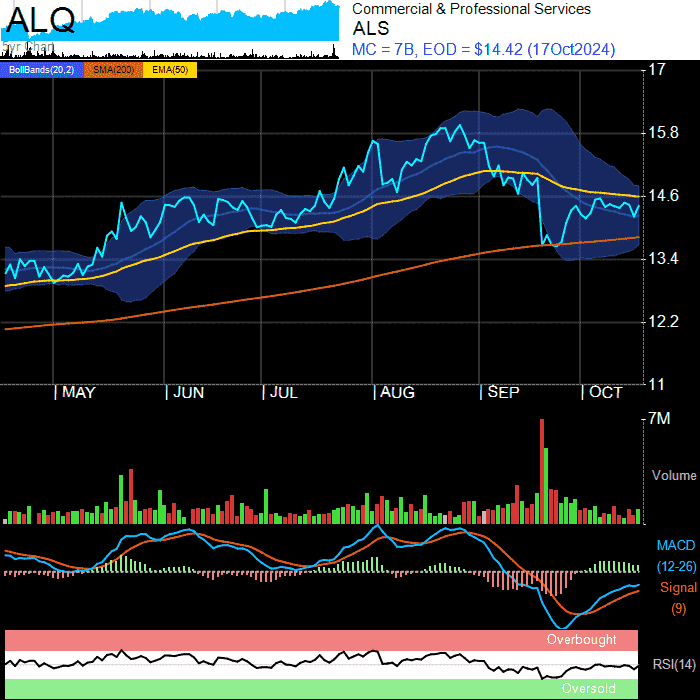 ALQ
5yr Chart
Commercial & Professional Services
ALS
MC = 7B, EOD = $14.42 (17Oct2024)
BollBands(20,2) SMA(200) EMA(50)
17
15.8
14.6
13.4
12.2
11
MAY JUN JUL AUG SEP OCT
7M
Volume
MACD
(12-26)
Signal
(9)
Overbought
RSI(14)
Oversold